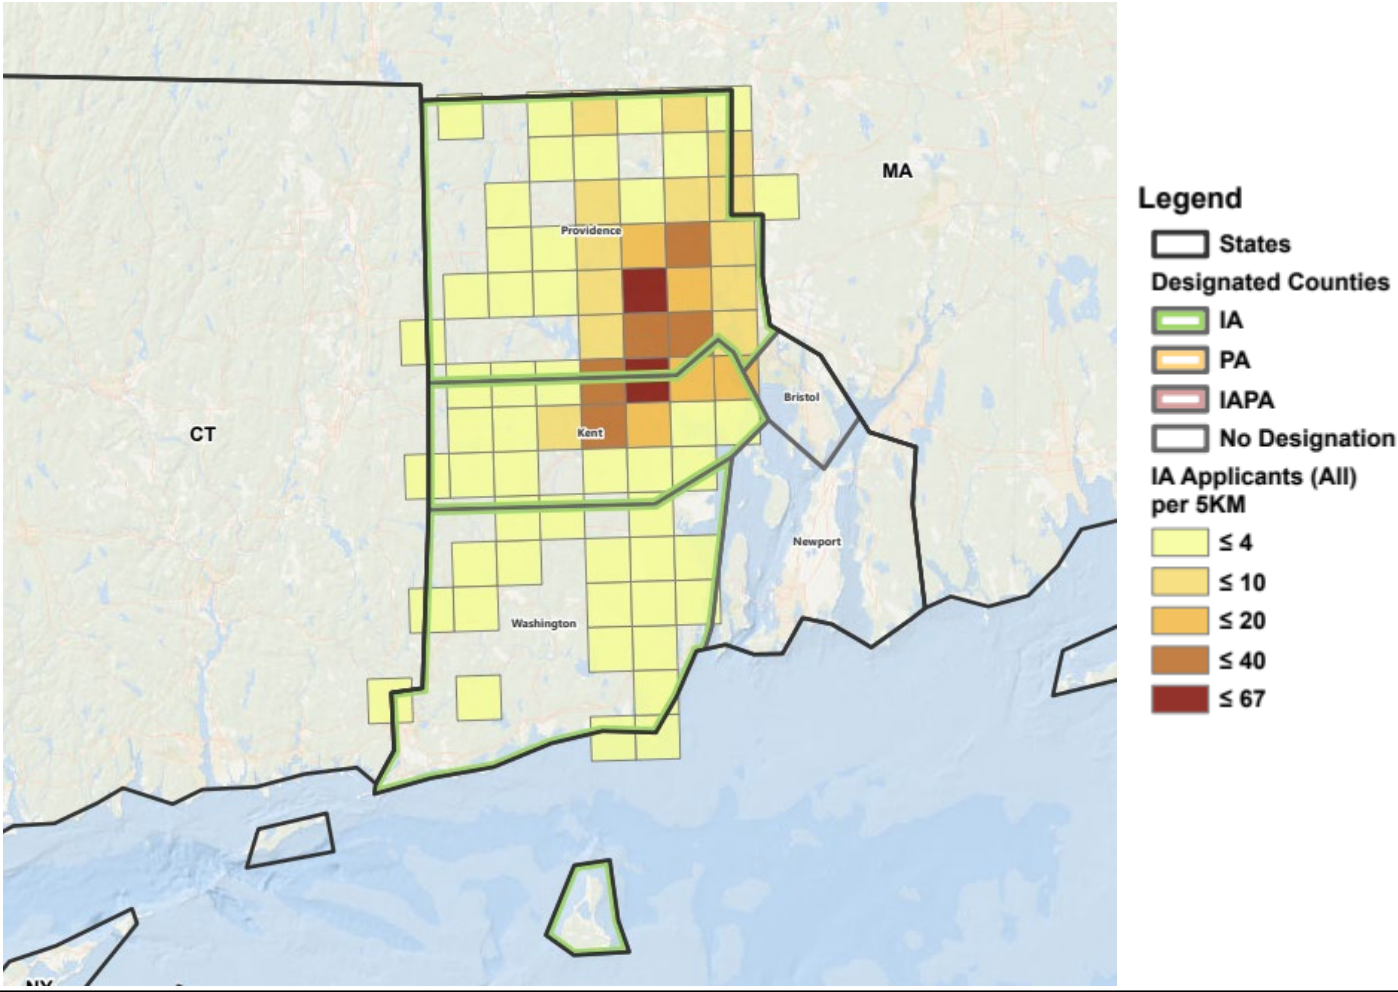 MA
Providence
Bristol
CT
Kent
Newport
Washington
NY
Legend
States
Designated Counties
IA
PA
IAPA
No Designation
IA Applicants (All)
per 5KM
≤ 4
≤ 10
≤ 20
≤ 40
≤ 67